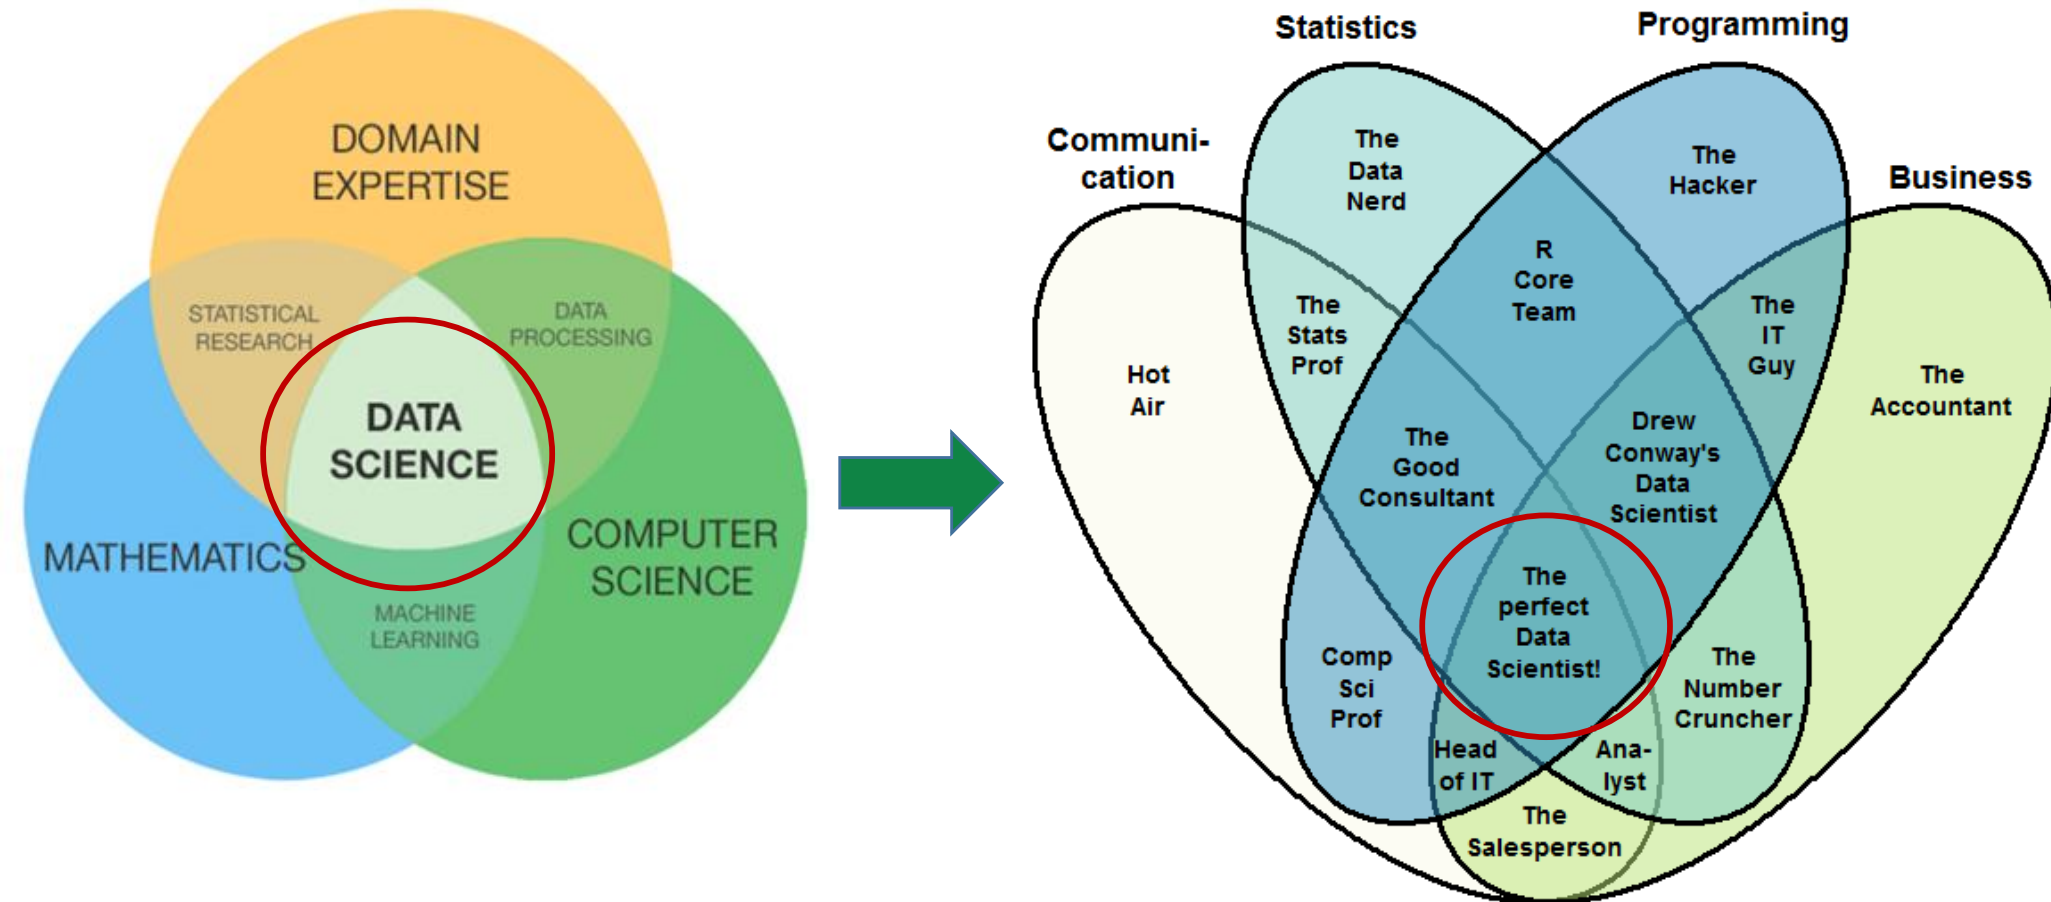 DOMAIN
EXPERTISE
STATISTICAL
RESEARCH
DATA
PROCESSING
DATA
SCIENCE
MATHEMATICS
COMPUTER
SCIENCE
MACHINE
LEARNING
Statistics
Programming
Communi-
cation
Business
The
Data
Nerd
The
Hacker
R
Core
Team
The
Stats
Prof
The
IT
Guy
Hot
Air
The
Accountant
The
Good
Consultant
Drew
Conway's
Data
Scientist
The
perfect
Data
Scientist!
Comp
Sci
Prof
The
Number
Cruncher
Head
of IT
Ana-
lyst
The
Salesperson